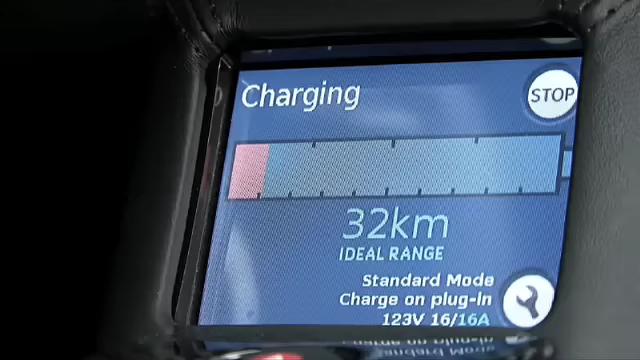 Charging
STOP
32km
IDEAL RANGE
Standard Mode
Charge on plug-in
123V 16/16A